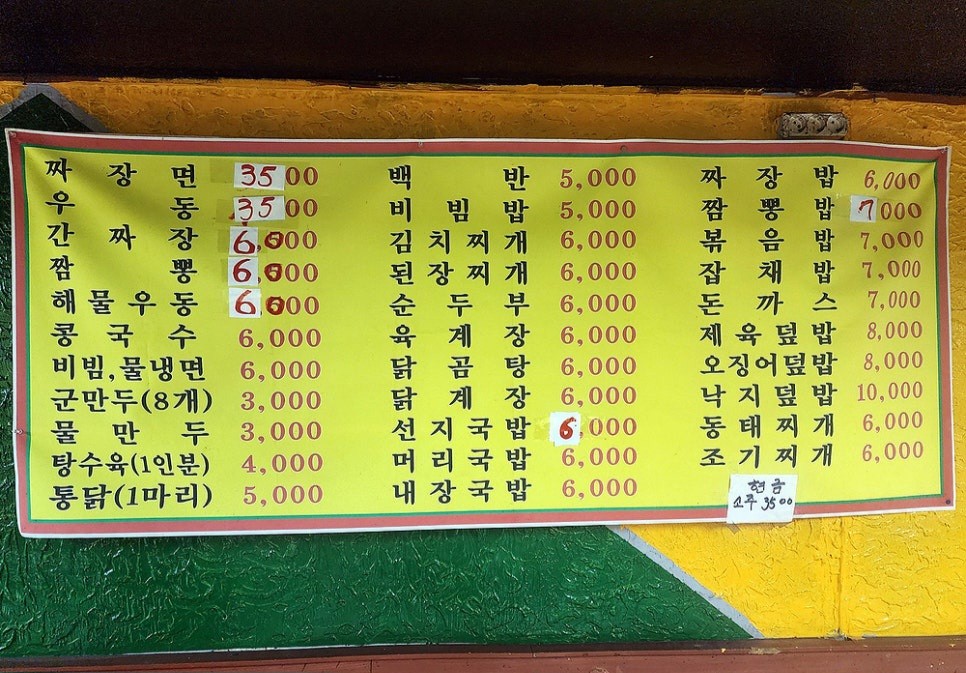 짜장면 3500
우동 3500
간짜장 6,000
짬뽕 6,000
해물우동 6,000
콩국수 6,000
비빔,물냉면 6,000
군만두(8개) 3,000
물만두 3,000
탕수육(1인분) 4,000
통닭(1마리) 5,000
백반 5,000
비빔밥 5,000
김치찌개 6,000
된장찌개 6,000
순두부 6,000
육계장 6,000
닭곰탕 6,000
닭계장 6,000
선지국밥 6,000
머리국밥 6,000
내장국밥 6,000
짜장밥 6,000
짬뽕밥 7000
볶음밥 7,000
잡채밥 7,000
돈까스 7,000
제육덮밥 8,000
오징어덮밥 8,000
낙지덮밥 10,000
동태찌개 6,000
조기찌개 6,000
현금
소주 3500